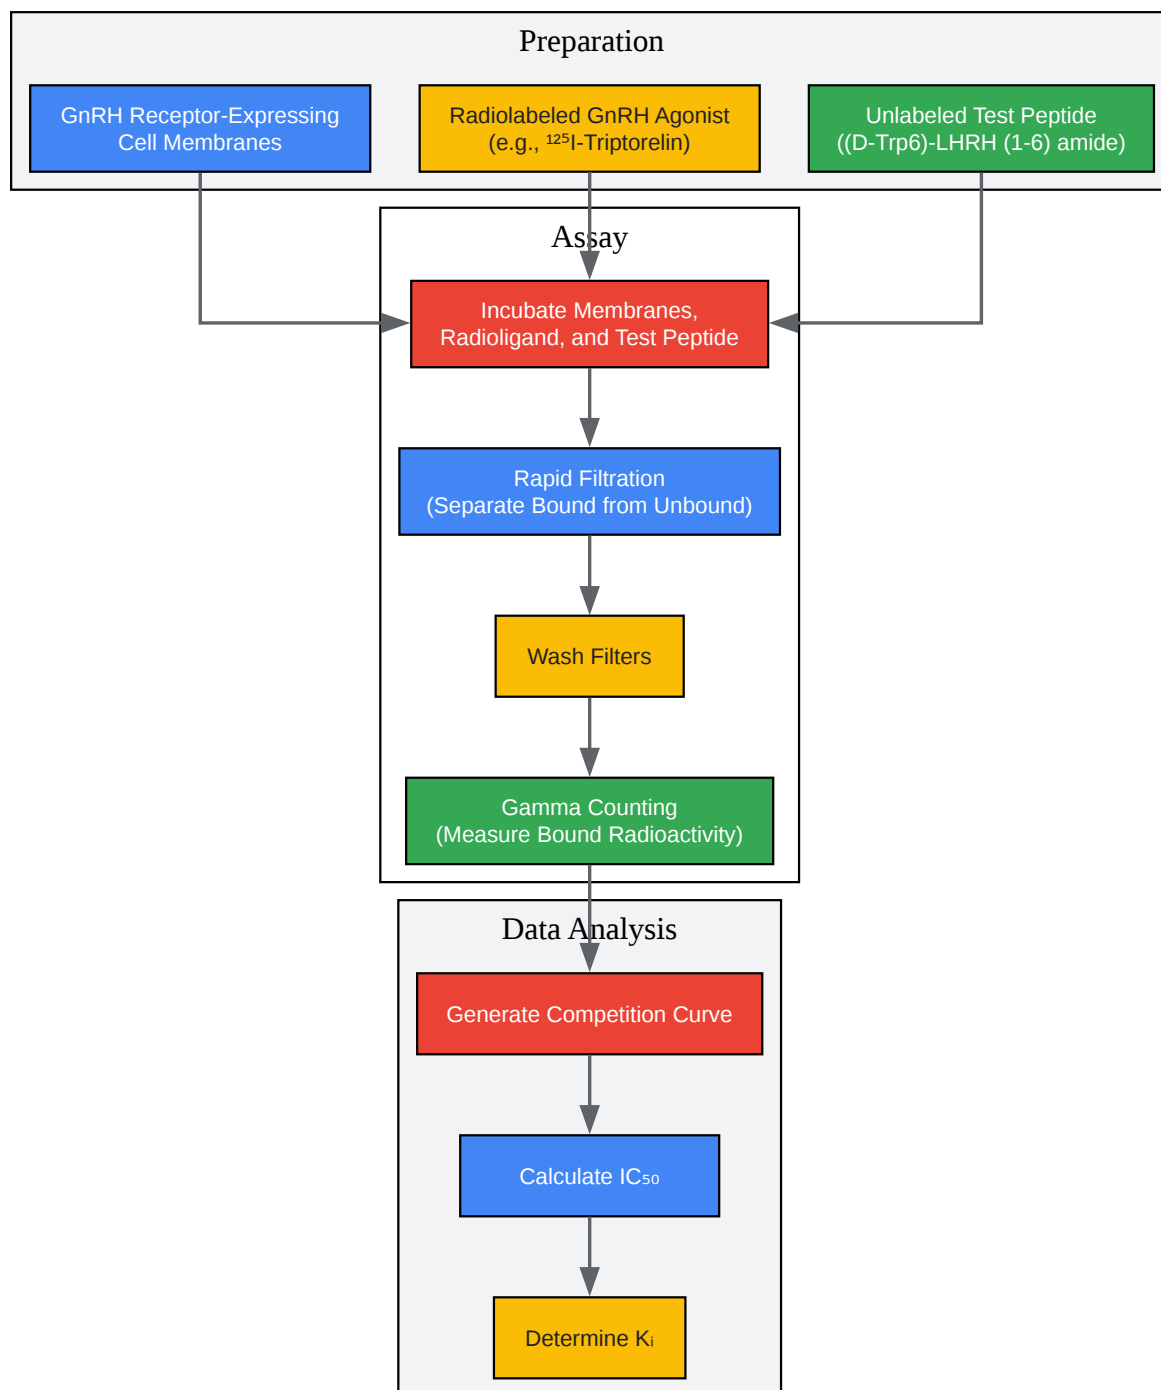 Preparation
GnRH Receptor-Expressing
Cell Membranes
Radiolabeled GnRH Agonist
(e.g., ¹²⁵I-Triptorelin)
Unlabeled Test Peptide
((D-Trp6)-LHRH (1-6) amide)
Assay
Incubate Membranes,
Radioligand, and Test Peptide
Rapid Filtration
(Separate Bound from Unbound)
Wash Filters
Gamma Counting
(Measure Bound Radioactivity)
Data Analysis
Generate Competition Curve
Calculate IC₅₀
Determine Kᵢ